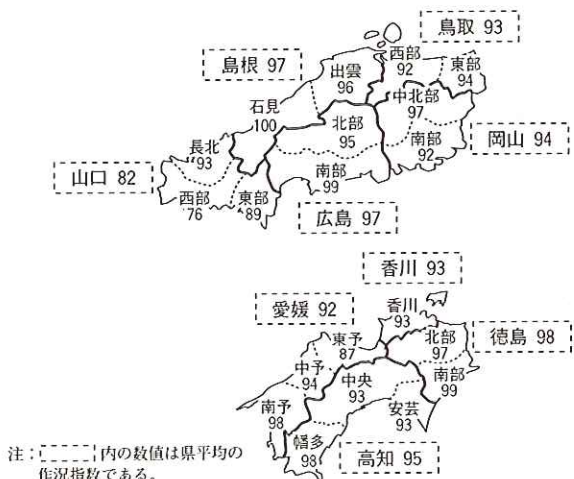 鳥取 93
島根 97
西部
92
東部
94
出雲
96
中北部
97
石見
100
北部
95
岡山 94
長北
93
南部
92
山口 82
南部
99
西部
76
東部
89
広島 97
香川 93
愛媛 92
香川
93
徳島 98
東予
87
北部
97
中予
94
中央
93
南部
99
南予
98
安芸
93
幡多
98
高知 95
注: 内の数値は県平均の
作況指数である。